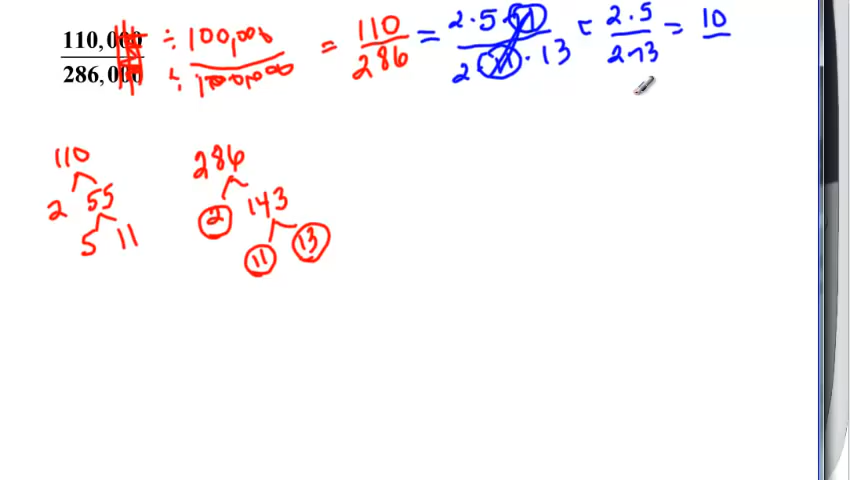 110,000 ÷ 100,000 = 110 = 2·5·11 = 2·5 = 10
286,000 ÷ 100,000 286 2·11·13 2·13
110 286
2 55 2 143
5 11 11 13